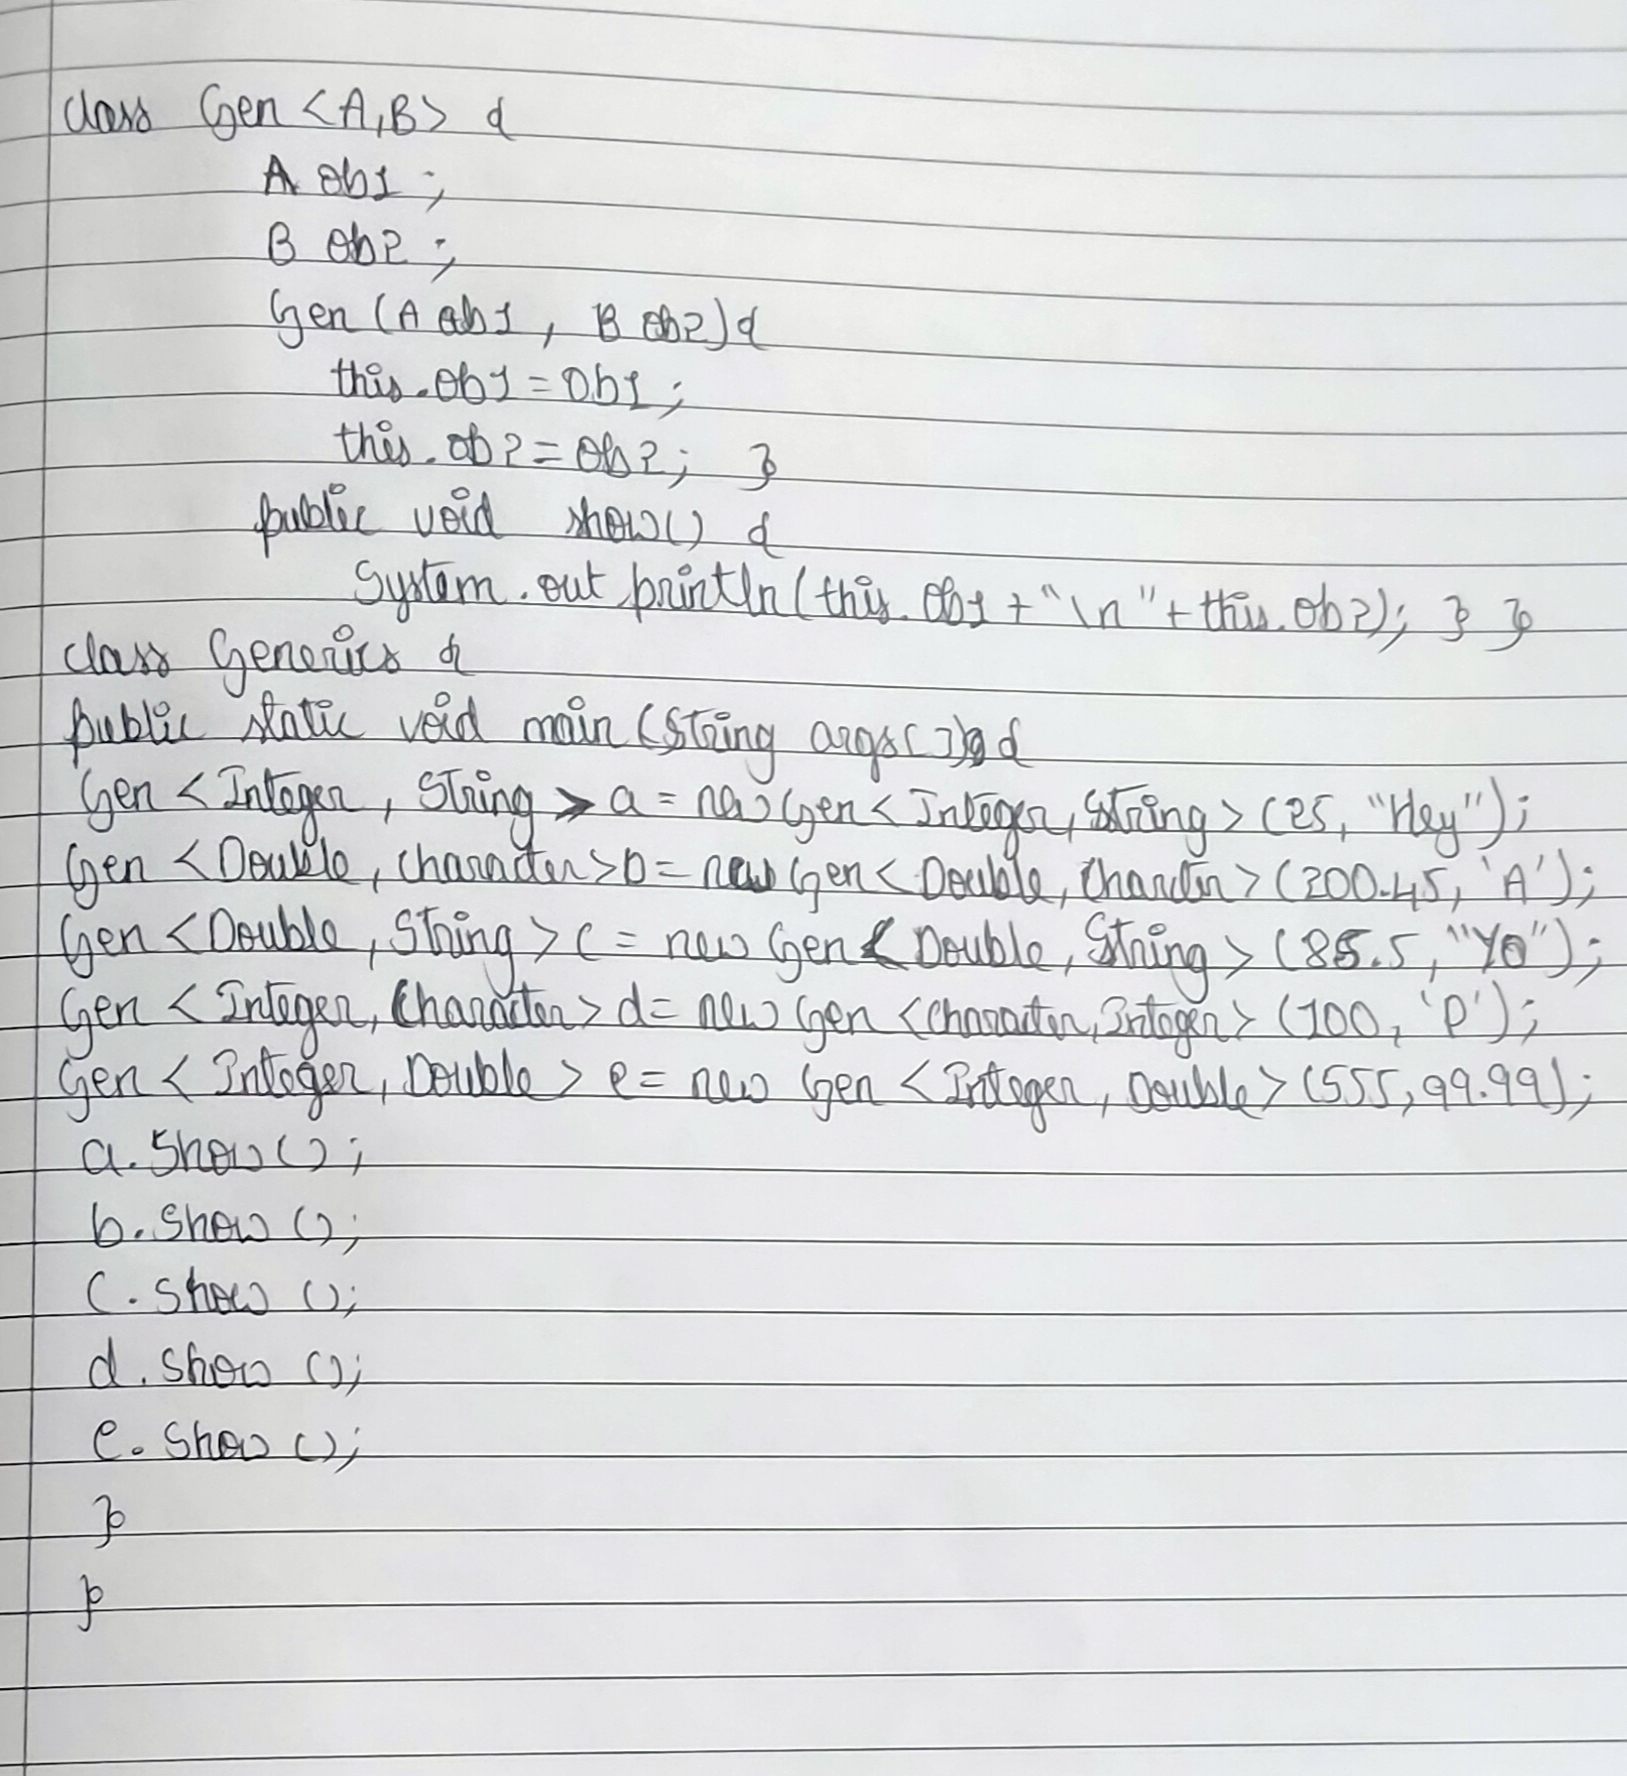 class Gen <A,B> {
A ob1 ;
B ob2 ;
Gen (A ob1 , B ob2) {
this.ob1 = ob1 ;
this.ob2 = ob2 ; }
public void show() {
System.out.println(this.ob1 + "\n" + this.ob2); } }
class Generics {
public static void main (String args[]) {
Gen <Integer , String > a = new Gen < Integer, String > (25, "Hey");
Gen <Double, Character> b = new Gen < Double, Character > (200.45, 'A');
Gen <Double , String > c = new Gen < Double, String > (85.5, "Yo");
Gen < Integer, Character> d = new Gen <Character, Integer> (100, 'P');
Gen < Integer, Double > e = new Gen < Integer, Double > (555, 99.99);
a. show () ;
b. show ();
c. show ();
d. show ();
e. show ();
}
}